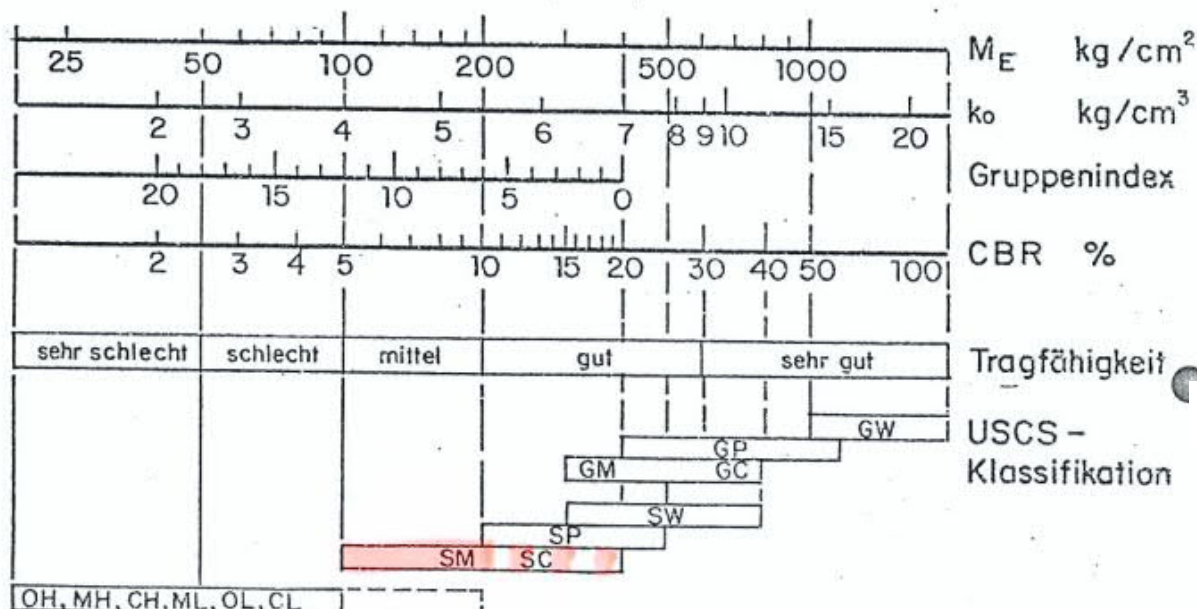 25 50 100 200 500 1000 M_E kg/cm²
2 3 4 5 6 7 8 9 10 15 20 k₀ kg/cm³
20 15 10 5 0 Gruppenindex
2 3 4 5 10 15 20 30 40 50 100 CBR %
sehr schlecht schlecht mittel gut sehr gut Tragfähigkeit
GW USCS-
GP
GM GC Klassifikation
SW
SP
SM SC
OH, MH, CH, ML, OL, CL